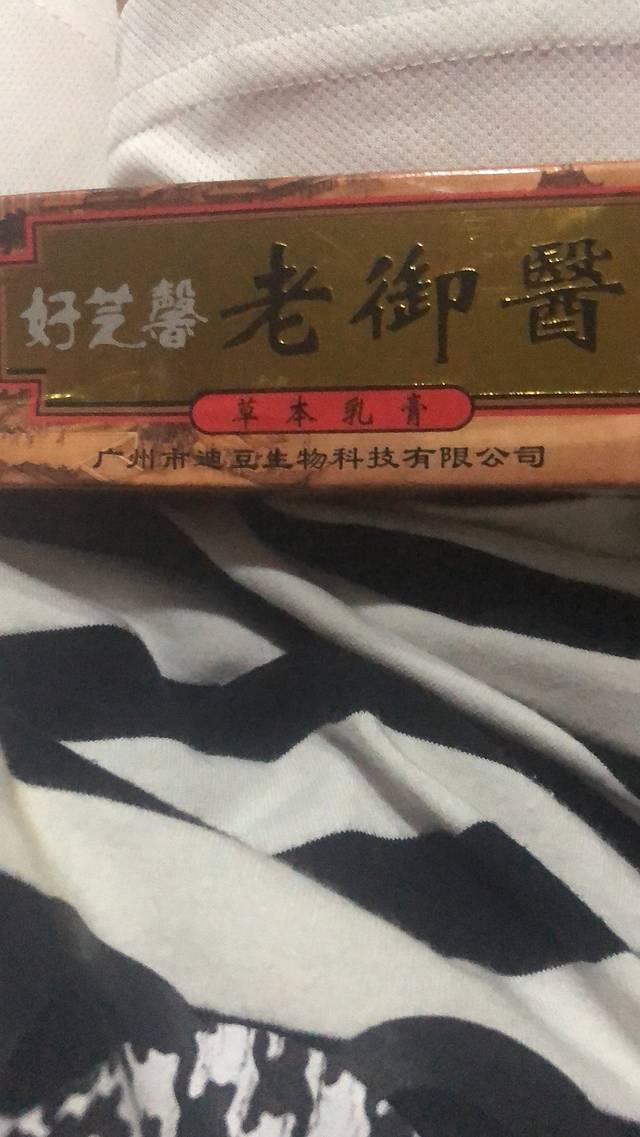 好芝馨 老御醫
草本乳膏
广州市迪豆生物科技有限公司